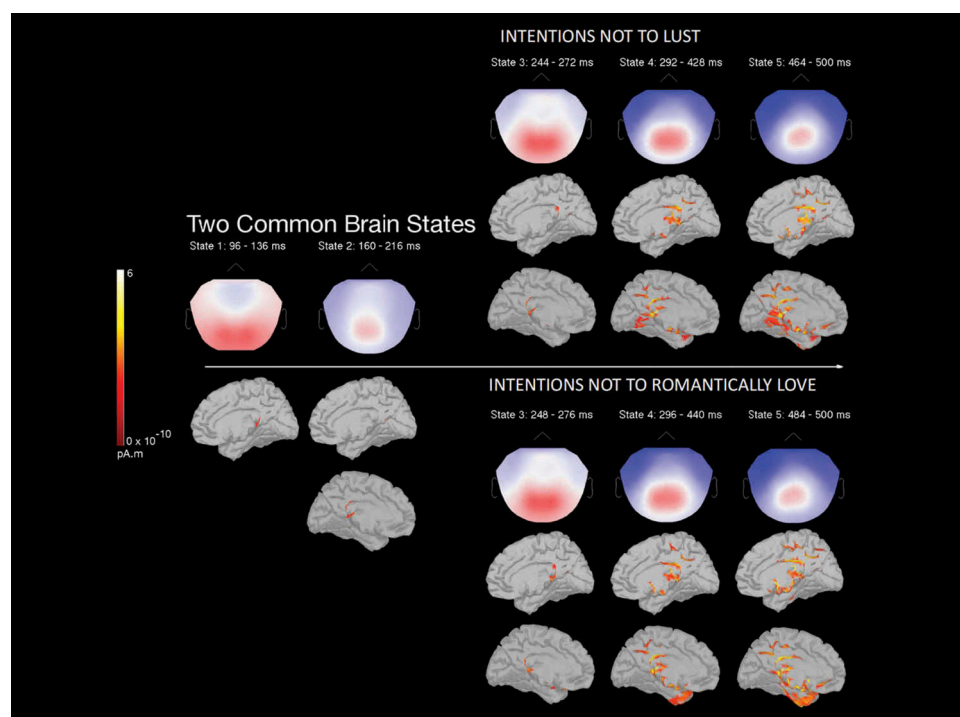 INTENTIONS NOT TO LUST
State 3: 244 - 272 ms
State 4: 292 - 428 ms
State 5: 464 - 500 ms
Two Common Brain States
State 1: 96 - 136 ms
State 2: 160 - 216 ms
6
0 x 10-10
pA.m
INTENTIONS NOT TO ROMANTICALLY LOVE
State 3: 248 - 276 ms
State 4: 296 - 440 ms
State 5: 484 - 500 ms